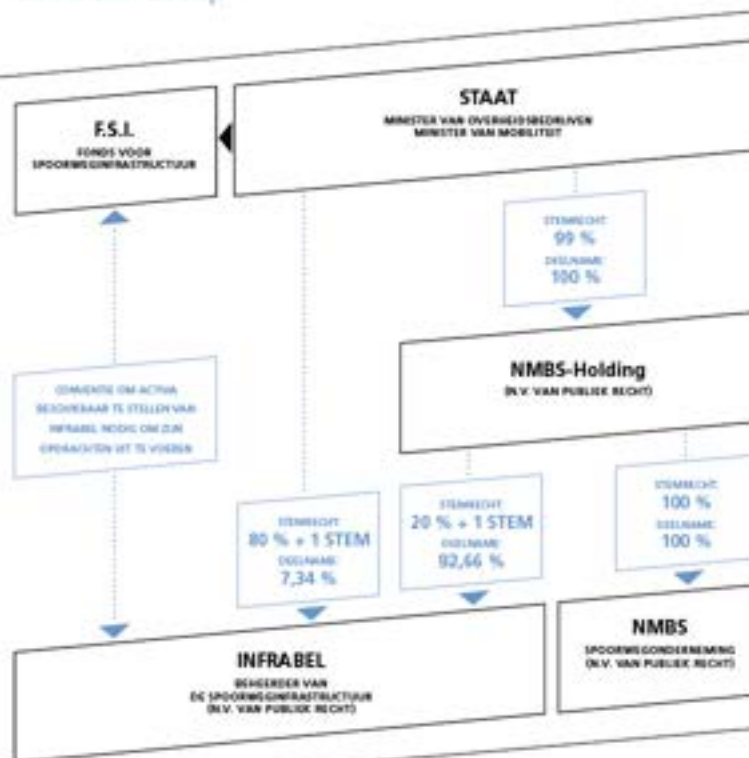 F.S.I.
FONDS VOOR
SPOORWEGINFRASTRUCTUUR
STAAT
MINISTER VAN OVERHEIDSBEDRIJVEN
MINISTER VAN MOBILITEIT
STEMRECHT:
99 %
DEELNAME:
100 %
NMBS-Holding
(N.V. VAN PUBLIEK RECHT)
CONVENTIE OM ACTIVA
BESCHIKBAAR TE STELLEN VAN
INFRABEL NODIG OM ZIJN
OPDRACHTEN UIT TE VOEREN
STEMRECHT:
80 % + 1 STEM
DEELNAME:
7,34 %
STEMRECHT:
20 % + 1 STEM
DEELNAME:
92,66 %
STEMRECHT:
100 %
DEELNAME:
100 %
INFRABEL
BEHEERDER VAN
DE SPOORWEGINFRASTRUCTUUR
(N.V. VAN PUBLIEK RECHT)
NMBS
SPOORWEGONDERNEMING
(N.V. VAN PUBLIEK RECHT)